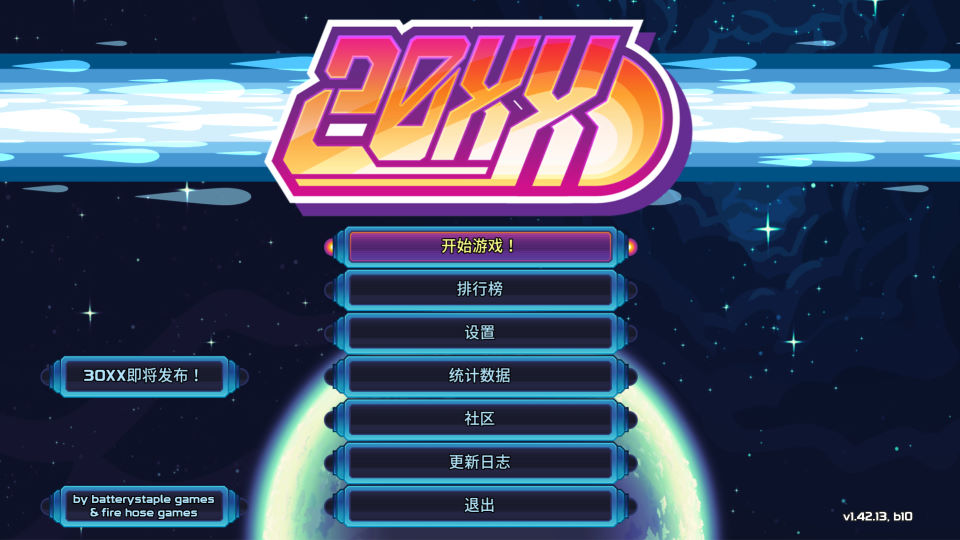 20XX
开始游戏！
排行榜
设置
统计数据
社区
更新日志
退出
30XX即将发布！
by batterystaple games
& fire hose games
v1.42.13, b10